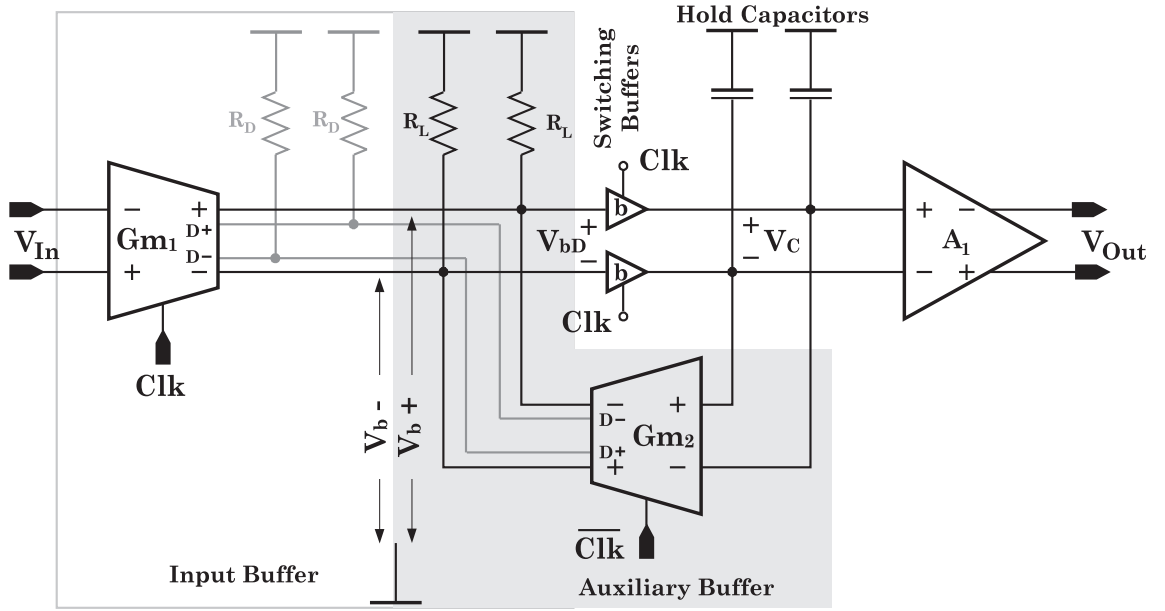 Hold Capacitors
Switching
Buffers
R_D
R_D
R_L
R_L
Clk
− +
b
+ −
D+
+
+
V_In
Gm₁
V_bD
V_C
A₁
V_Out
D−
−
−
+ −
b
− +
Clk
Clk
V_b -
V_b +
− +
D−
Gm₂
D+
+ −
Clk
Input Buffer
Auxiliary Buffer